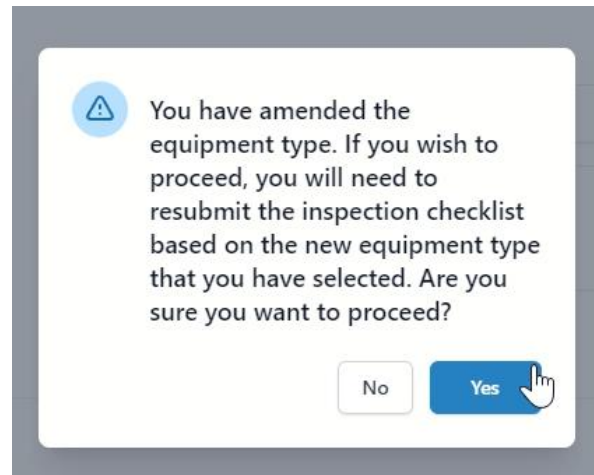 You have amended the
equipment type. If you wish to
proceed, you will need to
resubmit the inspection checklist
based on the new equipment type
that you have selected. Are you
sure you want to proceed?
No
Yes